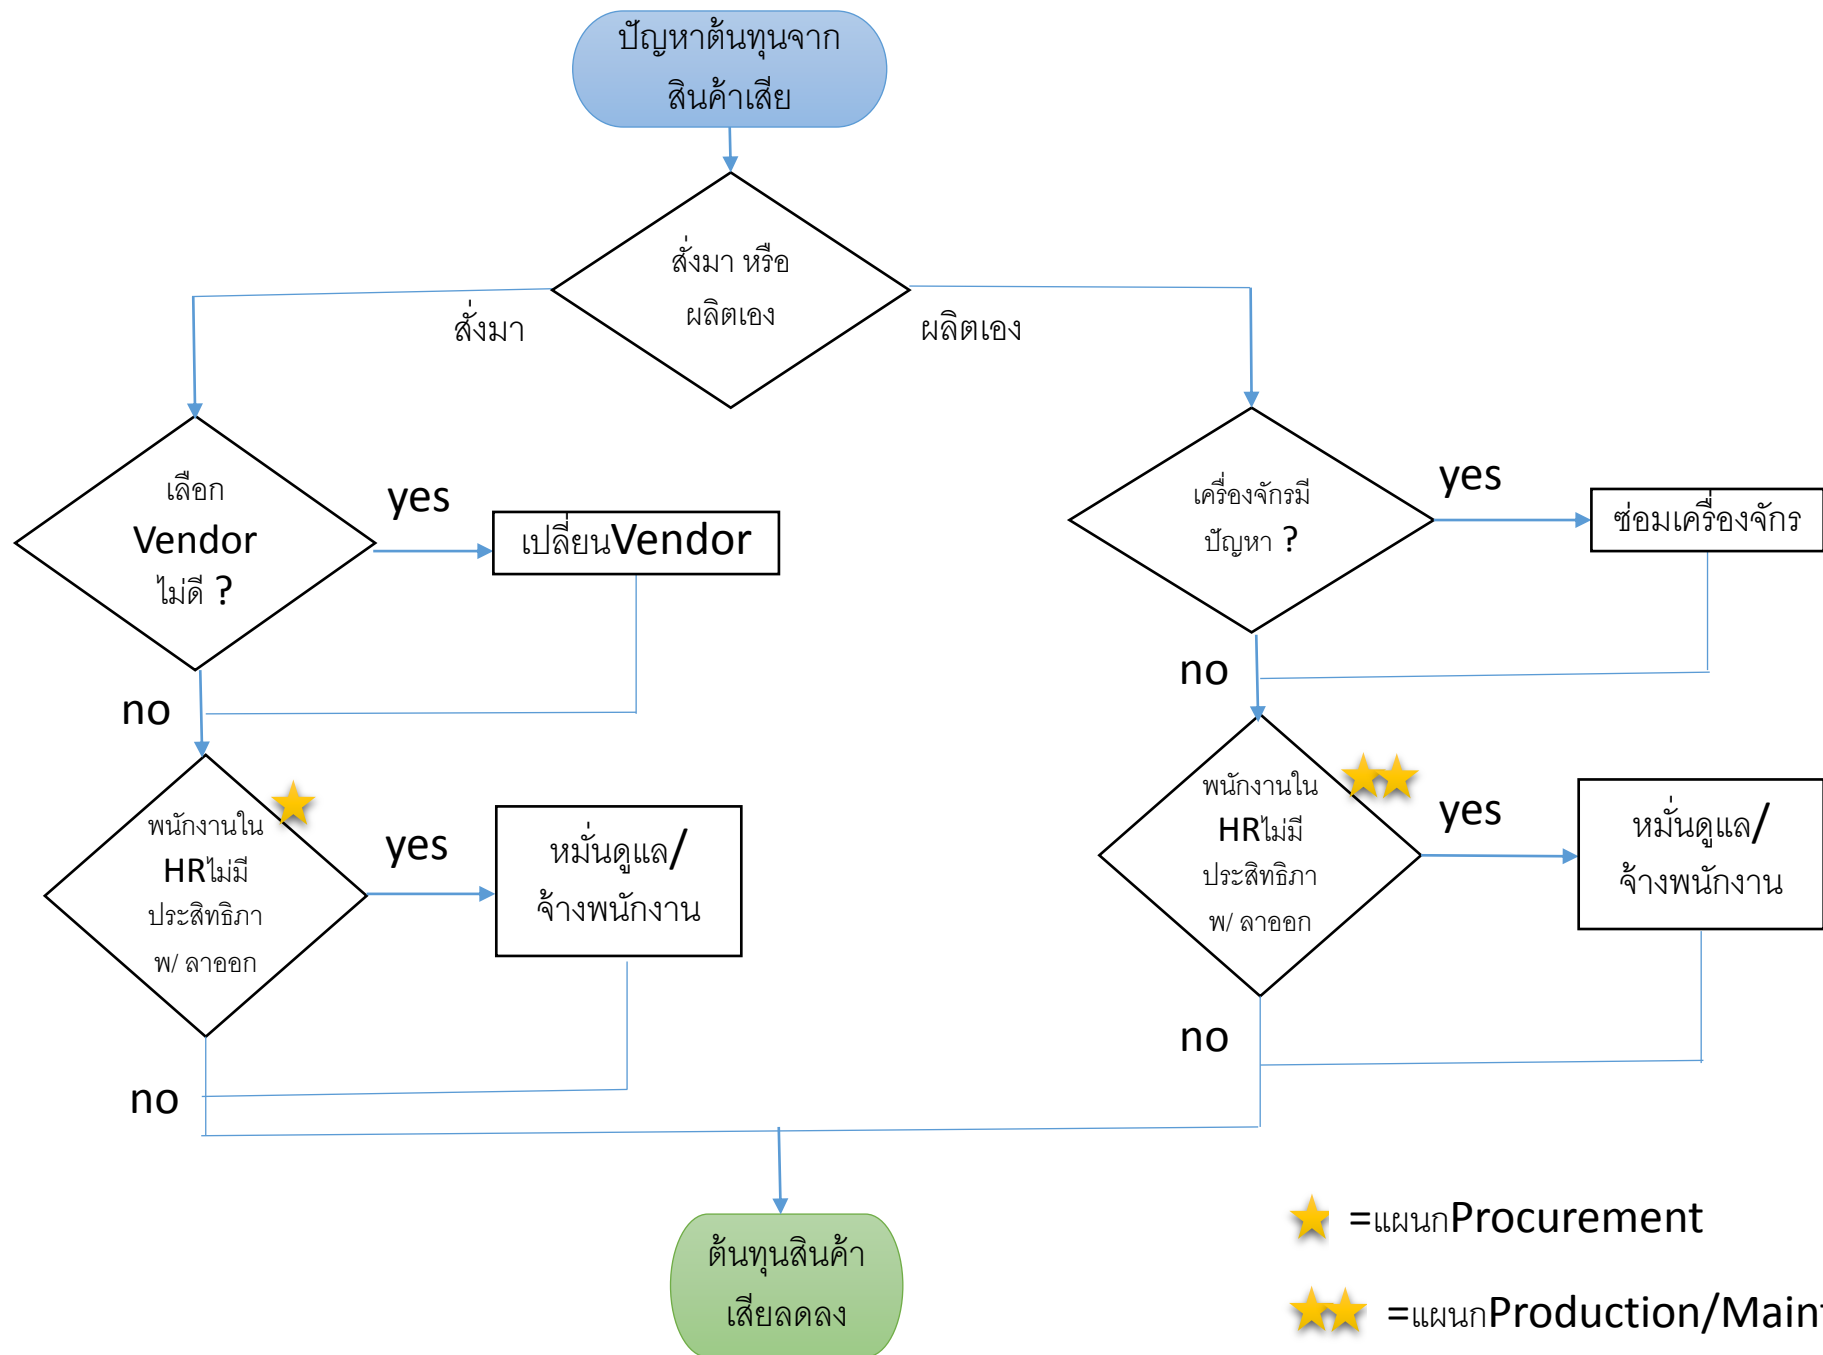 ปัญหาต้นทุนจาก
สินค้าเสีย
สั่งมา หรือ
ผลิตเอง
สั่งมา
ผลิตเอง
เลือก
Vendor
ไม่ดี ?
yes
เปลี่ยนVendor
no
เครื่องจักรมี
ปัญหา ?
yes
ซ่อมเครื่องจักร
no
พนักงานใน
HRไม่มี
ประสิทธิภา
พ/ ลาออก
yes
หมั่นดูแล/
จ้างพนักงาน
no
พนักงานใน
HRไม่มี
ประสิทธิภา
พ/ ลาออก
yes
หมั่นดูแล/
จ้างพนักงาน
no
ต้นทุนสินค้า
เสียลดลง
=แผนกProcurement
=แผนกProduction/Main